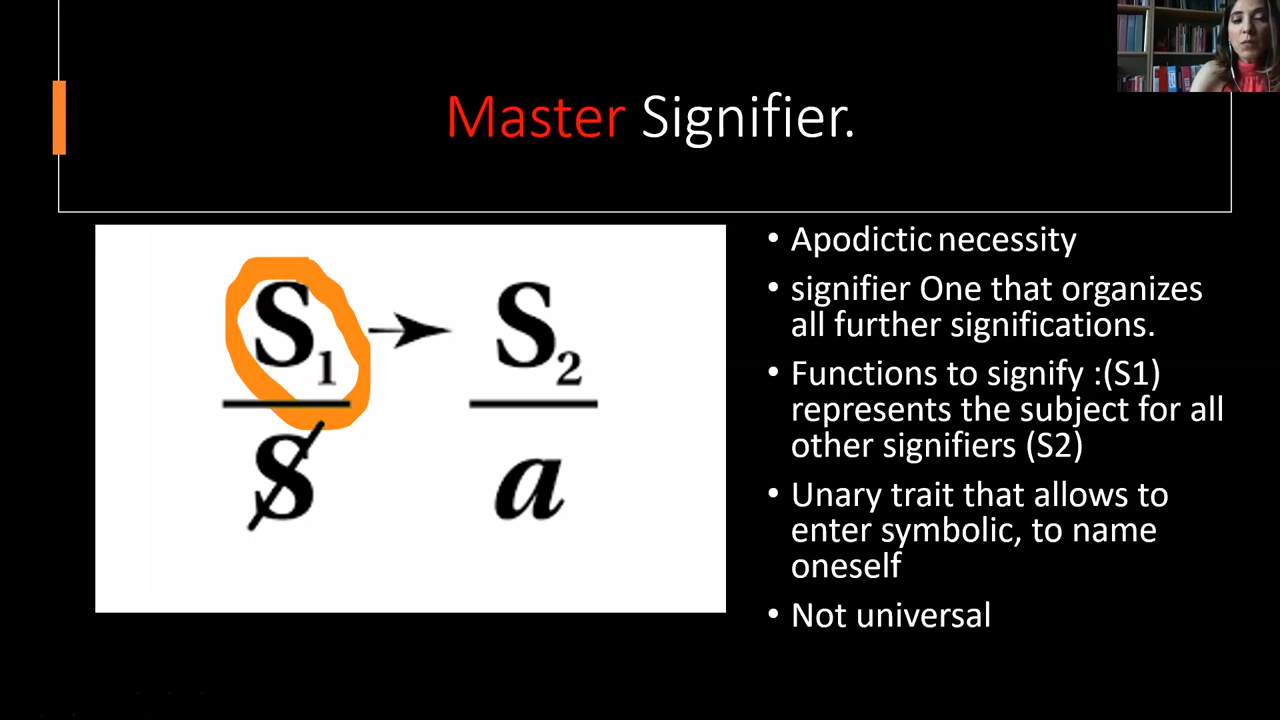 Master Signifier.
S1 → S2
$ a
• Apodictic necessity
• signifier One that organizes
all further significations.
• Functions to signify :(S1)
represents the subject for all
other signifiers (S2)
• Unary trait that allows to
enter symbolic, to name
oneself
• Not universal